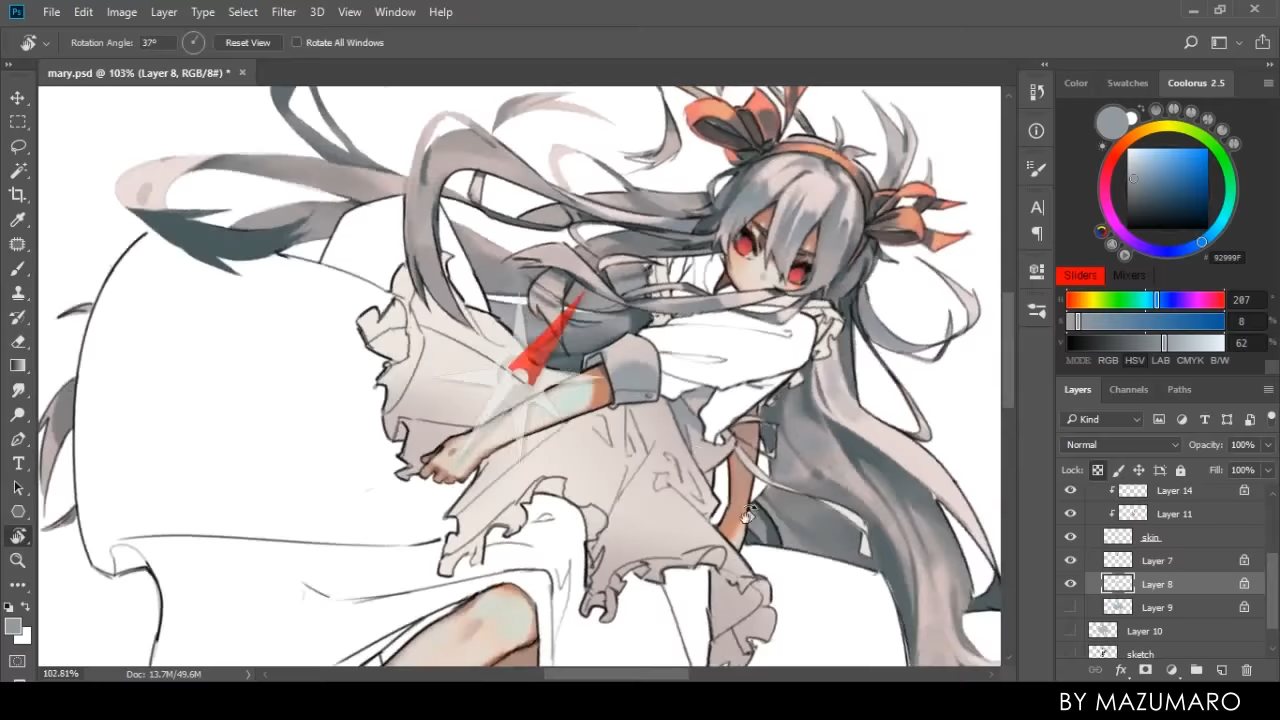 Ps File Edit Image Layer Type Select Filter 3D View Window Help
Rotation Angle: 37° Reset View Rotate All Windows
mary.psd @ 103% (Layer 8, RGB/8#) * ×
Color Swatches Coolorus 2.5
# 92999F
Sliders Mixers
H 207 °
S 8 %
V 62 %
MODE RGB HSV LAB CMYK B/W
Layers Channels Paths
Kind
Normal Opacity: 100%
Lock: Fill: 100%
Layer 14
Layer 11
skin
Layer 7
Layer 8
Layer 9
Layer 10
sketch
102.81% Doc: 13.7M/49.6M
BY MAZUMARO